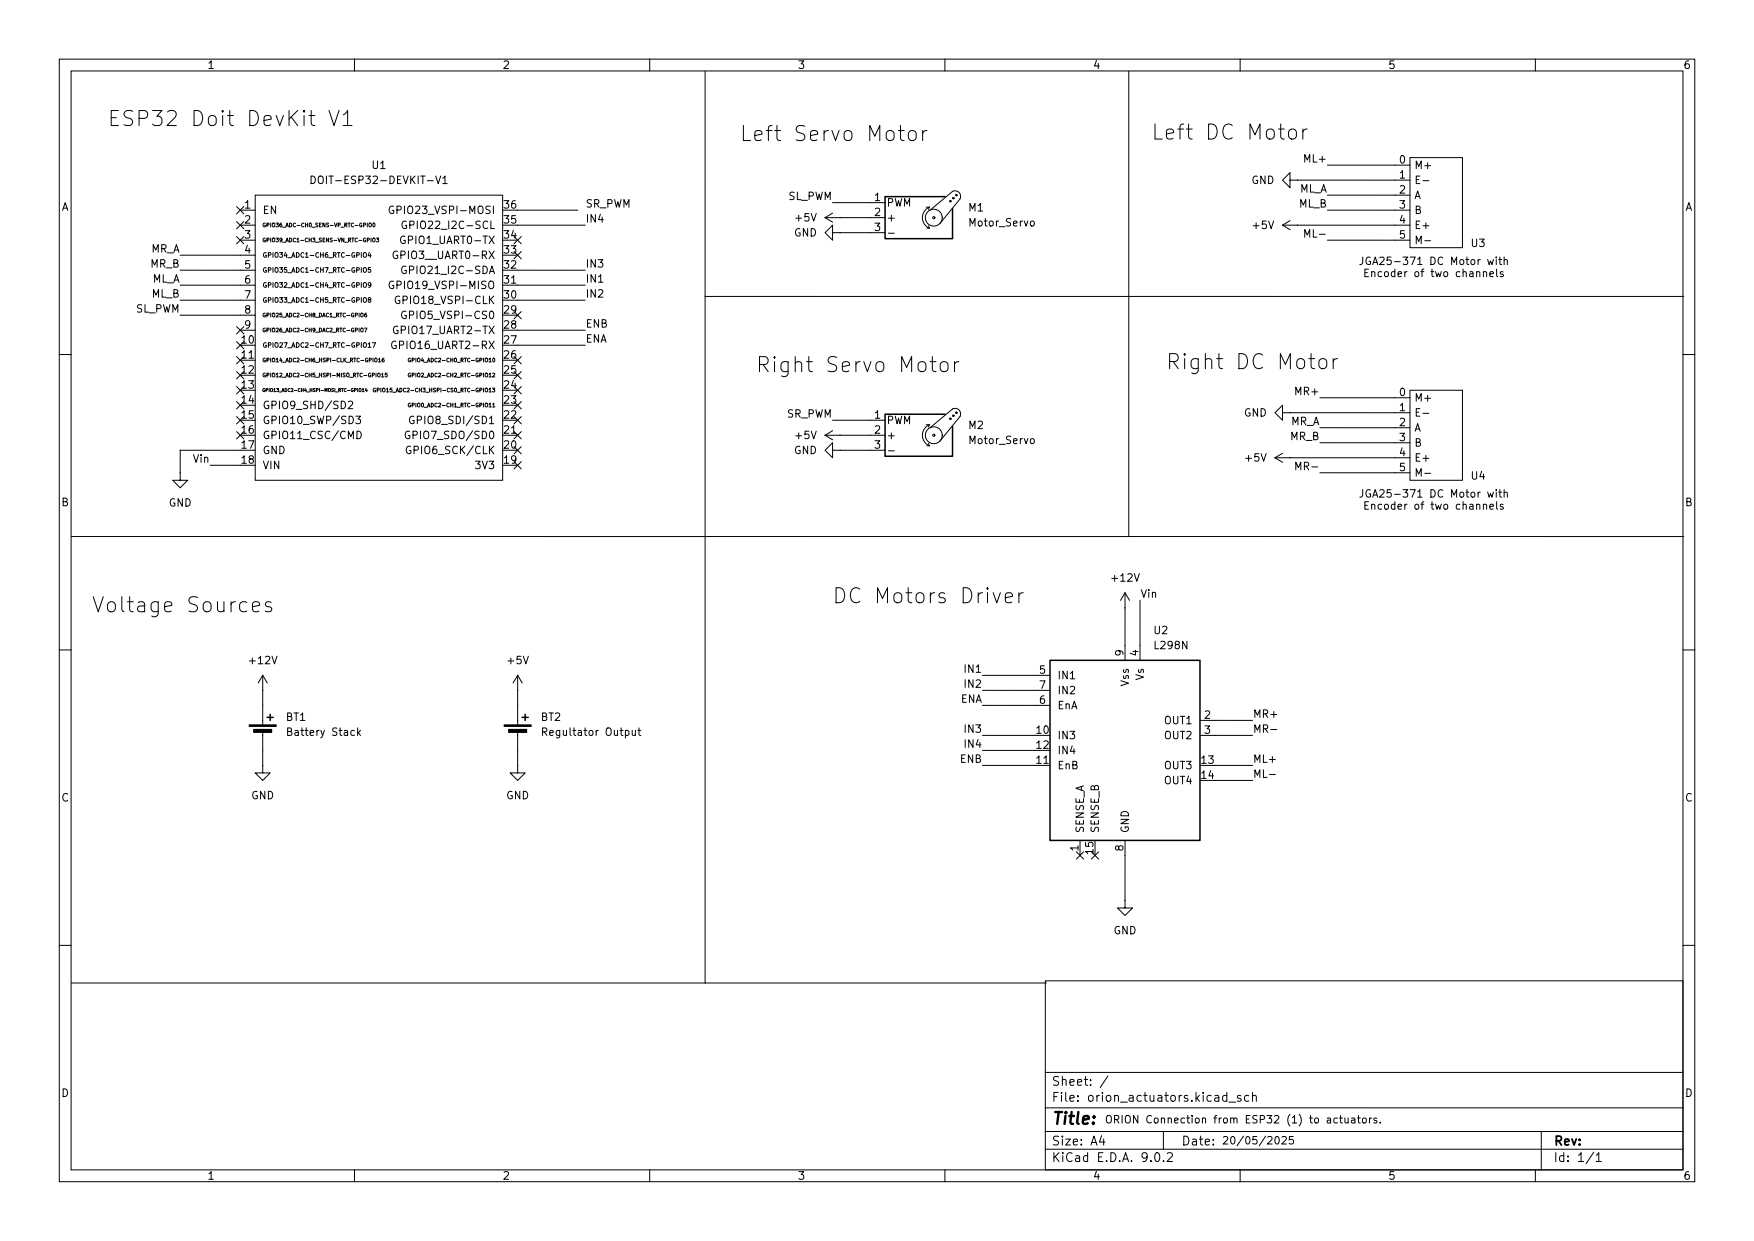 1 2 3 4 5 6
A B C D
A B C D
1 2 3 4 5 6
ESP32 Doit DevKit V1
U1
DOIT-ESP32-DEVKIT-V1
1 EN
2 GPIO36_ADC-CH0_SENS-VP_RTC-GPIO0
3 GPIO39_ADC1-CH3_SENS-VN_RTC-GPIO3
MR_A 4 GPIO34_ADC1-CH6_RTC-GPIO4
MR_B 5 GPIO35_ADC1-CH7_RTC-GPIO5
ML_A 6 GPIO32_ADC1-CH4_RTC-GPIO9
ML_B 7 GPIO33_ADC1-CH5_RTC-GPIO8
SL_PWM 8 GPIO25_ADC2-CH8_DAC1_RTC-GPIO6
9 GPIO26_ADC2-CH9_DAC2_RTC-GPIO7
10 GPIO27_ADC2-CH7_RTC-GPIO17
11 GPIO14_ADC2-CH6_HSPI-CLK_RTC-GPIO16
12 GPIO12_ADC2-CH5_HSPI-MISO_RTC-GPIO15
13 GPIO13_ADC2-CH4_HSPI-MOSI_RTC-GPIO14
14 GPIO9_SHD/SD2
15 GPIO10_SWP/SD3
16 GPIO11_CSC/CMD
17 GND
Vin 18 VIN
GND
GPIO23_VSPI-MOSI 36 SR_PWM
GPIO22_I2C-SCL 35 IN4
GPIO1_UART0-TX 34
GPIO3__UART0-RX 33
GPIO21_I2C-SDA 32 IN3
GPIO19_VSPI-MISO 31 IN1
GPIO18_VSPI-CLK 30 IN2
GPIO5_VSPI-CS0 29
GPIO17_UART2-TX 28 ENB
GPIO16_UART2-RX 27 ENA
GPIO4_ADC2-CH0_RTC-GPIO10 26
GPIO2_ADC2-CH2_RTC-GPIO12 25
GPIO15_ADC2-CH3_HSPI-CS0_RTC-GPIO13 24
GPIO0_ADC2-CH1_RTC-GPIO11 23
GPIO8_SDI/SD1 22
GPIO7_SDO/SD0 21
GPIO6_SCK/CLK 20
3V3 19
Left Servo Motor
SL_PWM 1 PWM
+5V 2 +
GND 3 -
M1
Motor_Servo
Left DC Motor
ML+ 0 M+
GND 1 E-
ML_A 2 A
ML_B 3 B
+5V 4 E+
ML- 5 M-
U3
JGA25-371 DC Motor with
Encoder of two channels
Right Servo Motor
SR_PWM 1 PWM
+5V 2 +
GND 3 -
M2
Motor_Servo
Right DC Motor
MR+ 0 M+
GND 1 E-
MR_A 2 A
MR_B 3 B
+5V 4 E+
MR- 5 M-
U4
JGA25-371 DC Motor with
Encoder of two channels
Voltage Sources
+12V
+
BT1
Battery Stack
GND
+5V
+
BT2
Regultator Output
GND
DC Motors Driver
+12V
Vin
U2
L298N
9 Vss
4 Vs
IN1 5 IN1
IN2 7 IN2
ENA 6 EnA
IN3 10 IN3
IN4 12 IN4
ENB 11 EnB
OUT1 2 MR+
OUT2 3 MR-
OUT3 13 ML+
OUT4 14 ML-
SENSE_A 1
SENSE_B 15
GND 8
GND
Sheet: /
File: orion_actuators.kicad_sch
Title: ORION Connection from ESP32 (1) to actuators.
Size: A4 Date: 20/05/2025 Rev:
KiCad E.D.A. 9.0.2 Id: 1/1